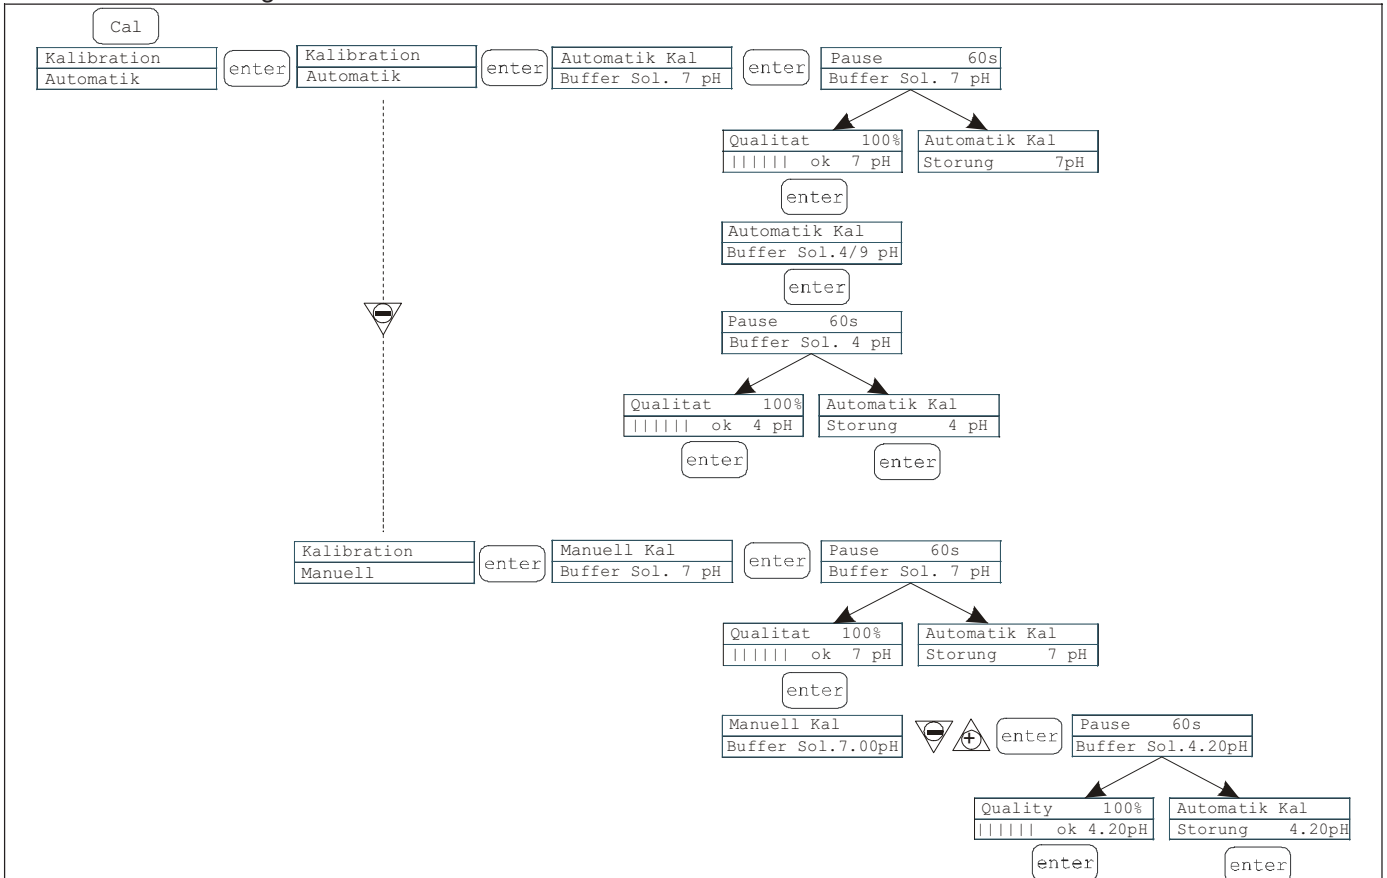 Cal
Kalibration
Automatik
enter
Kalibration
Automatik
enter
Automatik Kal
Buffer Sol. 7 pH
enter
Pause 60s
Buffer Sol. 7 pH
Qualitat 100%
|||||| ok 7 pH
Automatik Kal
Storung 7pH
enter
Automatik Kal
Buffer Sol.4/9 pH
enter
Pause 60s
Buffer Sol. 4 pH
Qualitat 100%
|||||| ok 4 pH
Automatik Kal
Storung 4 pH
enter
enter
Kalibration
Manuell
enter
Manuell Kal
Buffer Sol. 7 pH
enter
Pause 60s
Buffer Sol. 7 pH
Qualitat 100%
|||||| ok 7 pH
Automatik Kal
Storung 7 pH
enter
Manuell Kal
Buffer Sol.7.00pH
enter
Pause 60s
Buffer Sol.4.20pH
Quality 100%
|||||| ok 4.20pH
Automatik Kal
Storung 4.20pH
enter
enter